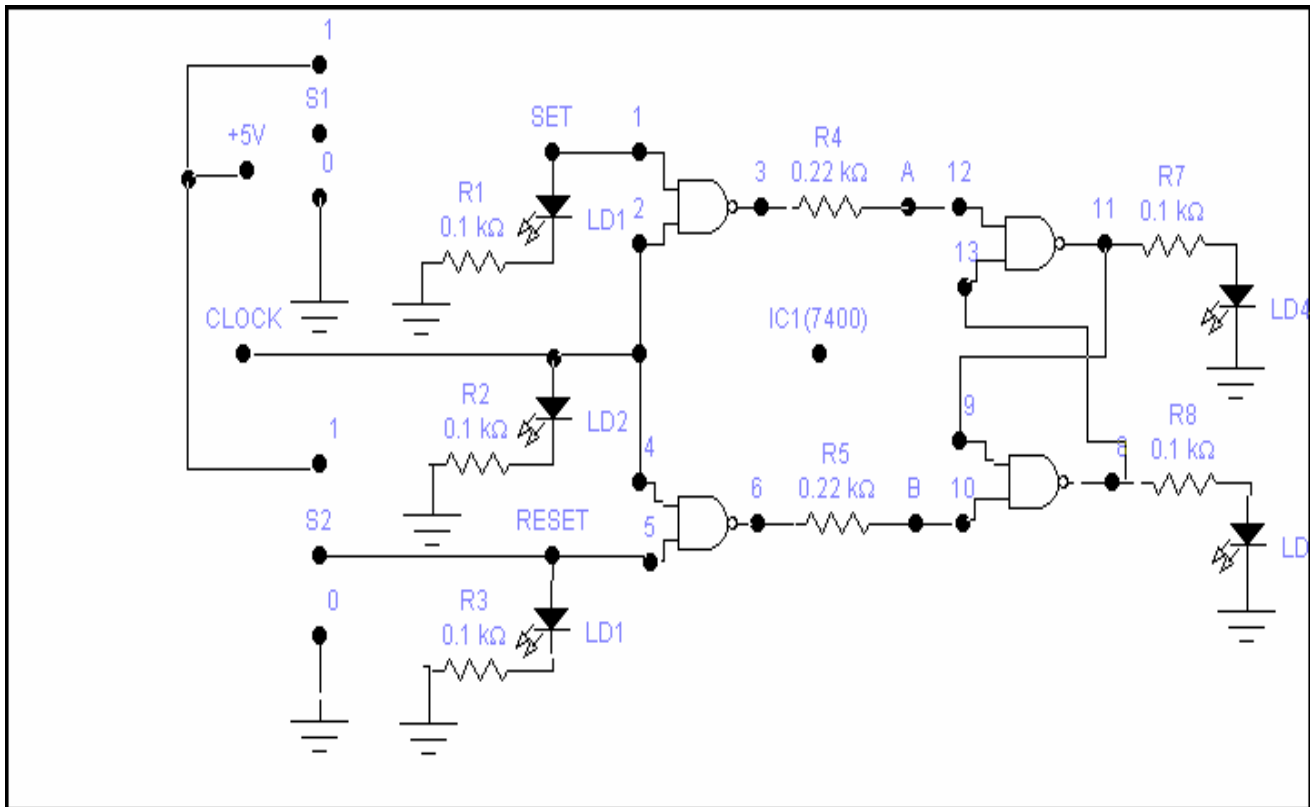 1
S1
+5V
0
SET
1
R4
0.22 kΩ
3
A
12
R1
0.1 kΩ
LD1
2
11
R7
0.1 kΩ
13
CLOCK
IC1(7400)
LD4
R2
0.1 kΩ
LD2
1
4
9
R5
0.22 kΩ
6
B
10
8
R8
0.1 kΩ
S2
RESET
5
LD
0
R3
0.1 kΩ
LD1